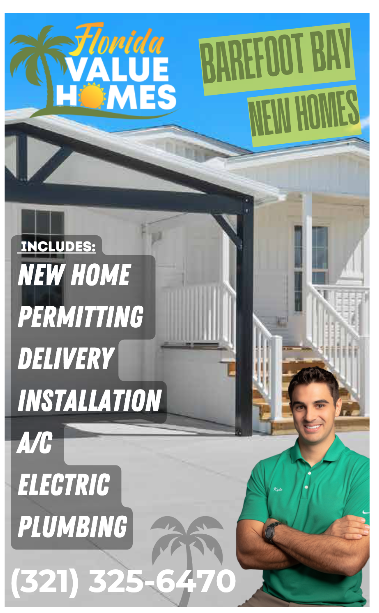 Florida
VALUE
HOMES
BAREFOOT BAY
NEW HOMES
INCLUDES:
NEW HOME
PERMITTING
DELIVERY
INSTALLATION
A/C
ELECTRIC
PLUMBING
(321) 325-6470